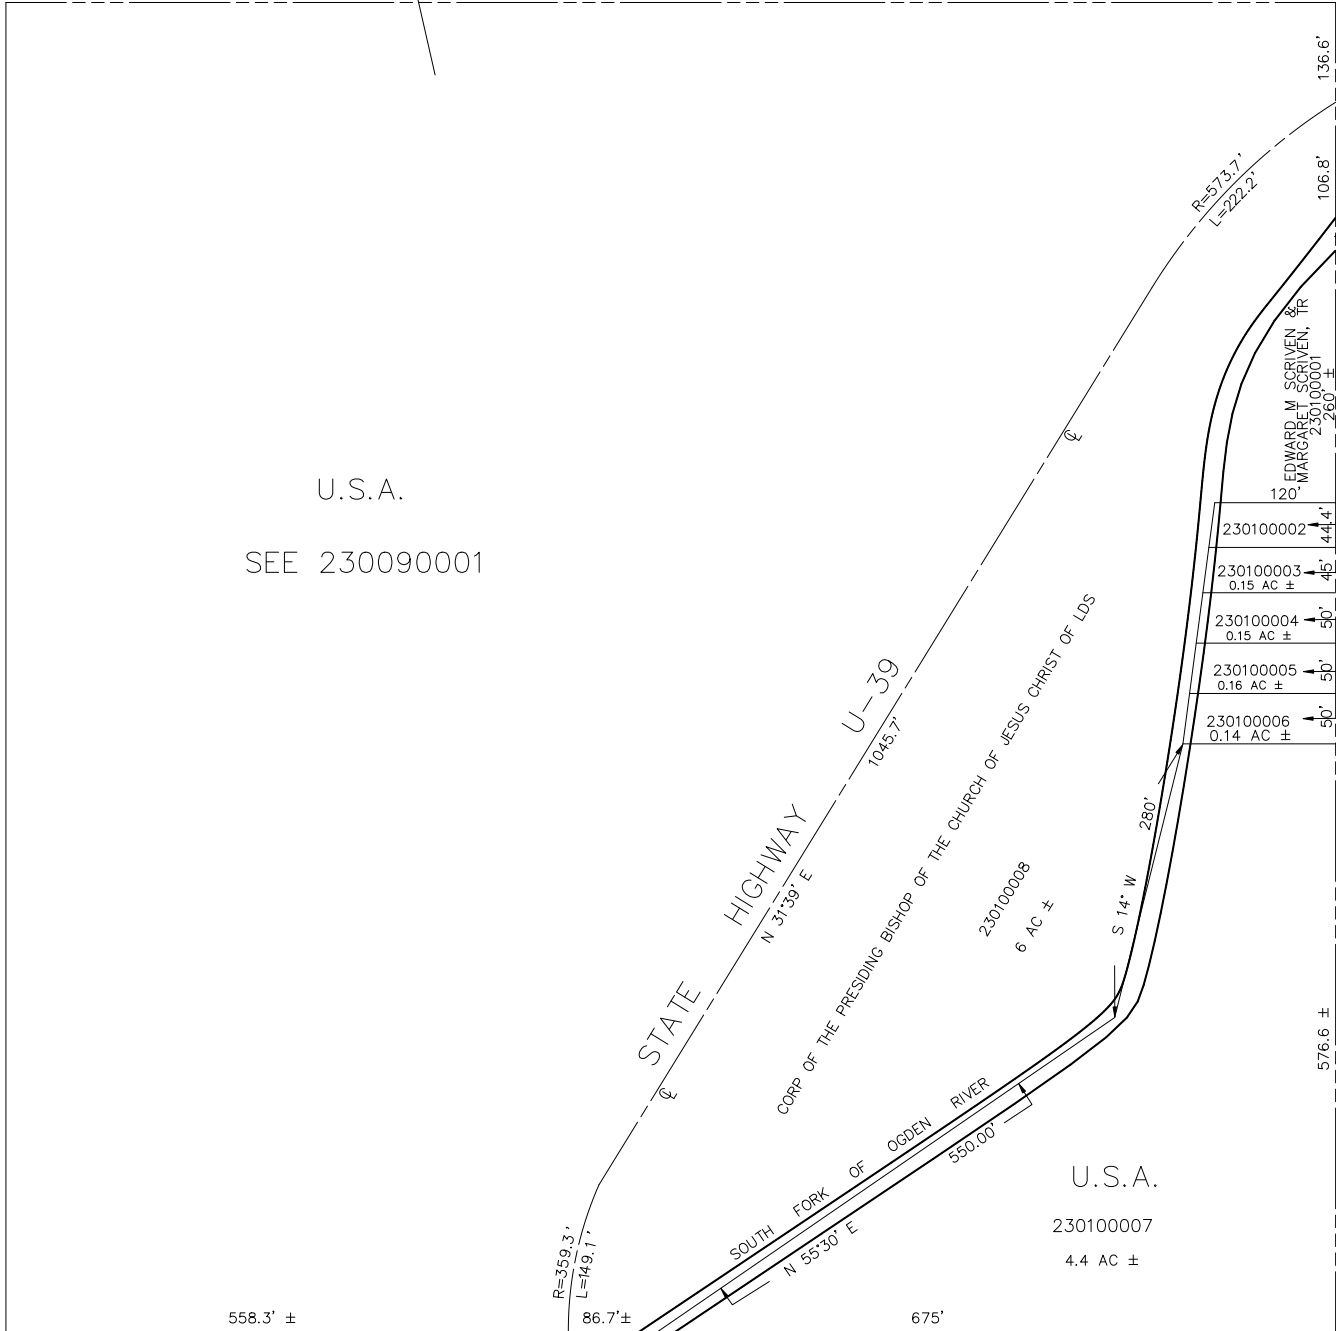 136.6'
R=573.7'
L=222.2'
106.8'
EDWARD M SCRIVEN &
MARGARET SCRIVEN, TR
230100001
260' ±
℄
U.S.A.
SEE 230090001
120'
230100002
44.4'
230100003
0.15 AC ±
45'
230100004
0.15 AC ±
50'
230100005
0.16 AC ±
50'
230100006
0.14 AC ±
50'
STATE HIGHWAY U-39
1045.7'
N 31°39' E
℄
CORP OF THE PRESIDING BISHOP OF THE CHURCH OF JESUS CHRIST OF LDS
230100008
6 AC ±
280'
S 14° W
576.6 ±
SOUTH FORK OF OGDEN RIVER
550.00'
N 55°30' E
U.S.A.
230100007
4.4 AC ±
R=359.3'
L=149.1'
558.3' ±
86.7'±
675'